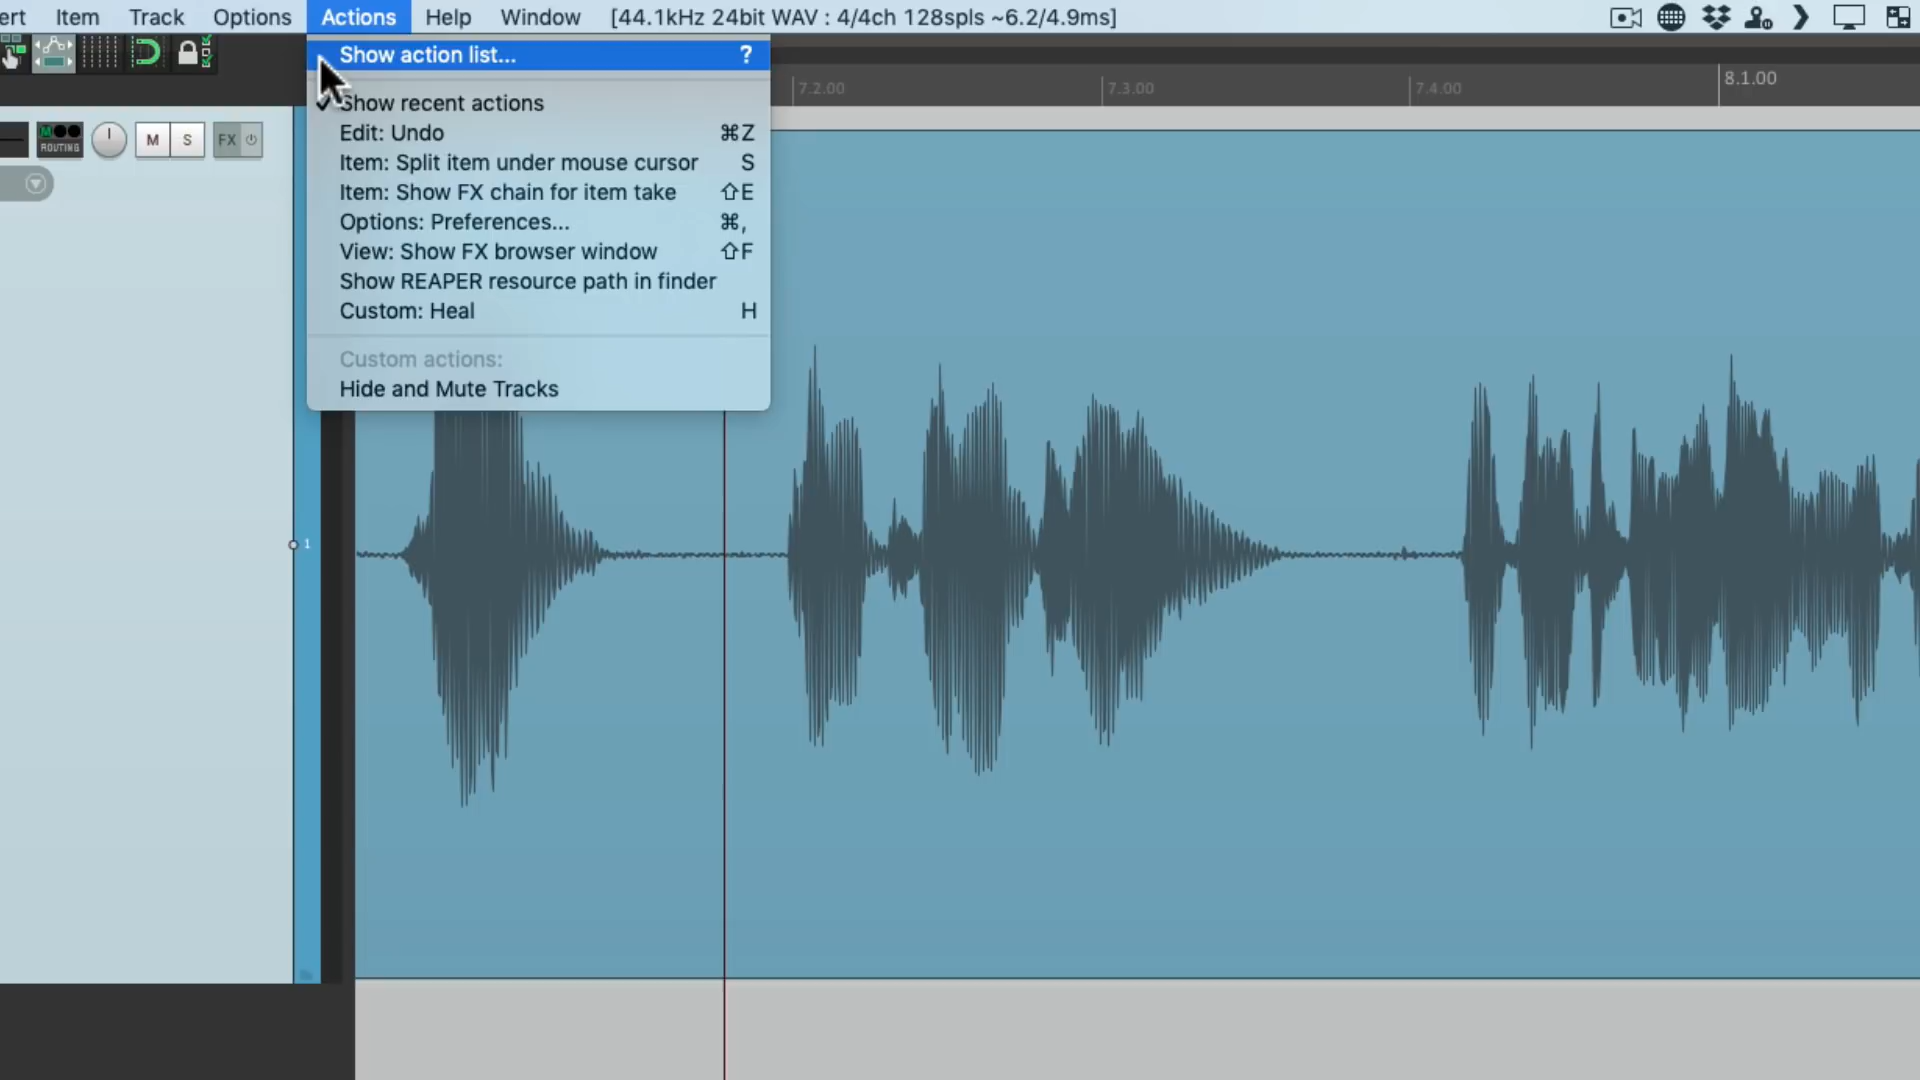 ert Item Track Options Actions Help Window [44.1kHz 24bit WAV : 4/4ch 128spls ~6.2/4.9ms]
Show action list... ?
7.2.00 7.3.00 7.4.00 8.1.00
Show recent actions
Edit: Undo ⌘Z
M ROUTING M S FX
Item: Split item under mouse cursor S
Item: Show FX chain for item take ⇧E
Options: Preferences... ⌘,
View: Show FX browser window ⇧F
Show REAPER resource path in finder
Custom: Heal H
Custom actions:
Hide and Mute Tracks
1